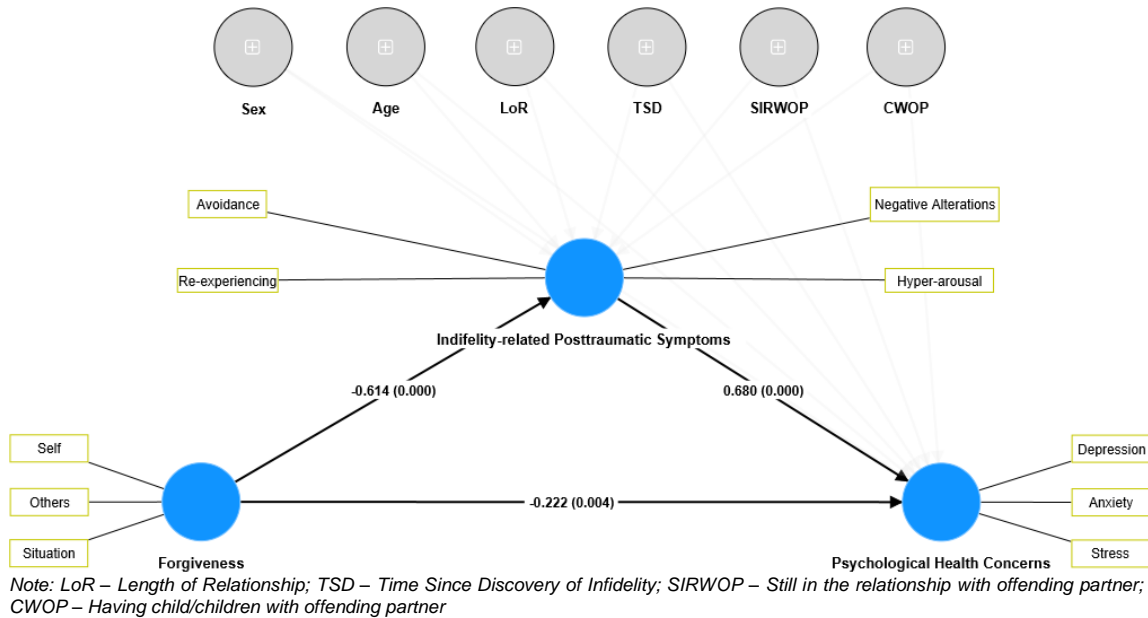 Sex
Age
LoR
TSD
SIRWOP
CWOP
Avoidance
Negative Alterations
Re-experiencing
Hyper-arousal
Indifelity-related Posttraumatic Symptoms
-0.614 (0.000)
0.680 (0.000)
Self
Depression
Others
-0.222 (0.004)
Anxiety
Situation
Stress
Forgiveness
Psychological Health Concerns
Note: LoR – Length of Relationship; TSD – Time Since Discovery of Infidelity; SIRWOP – Still in the relationship with offending partner;
CWOP – Having child/children with offending partner